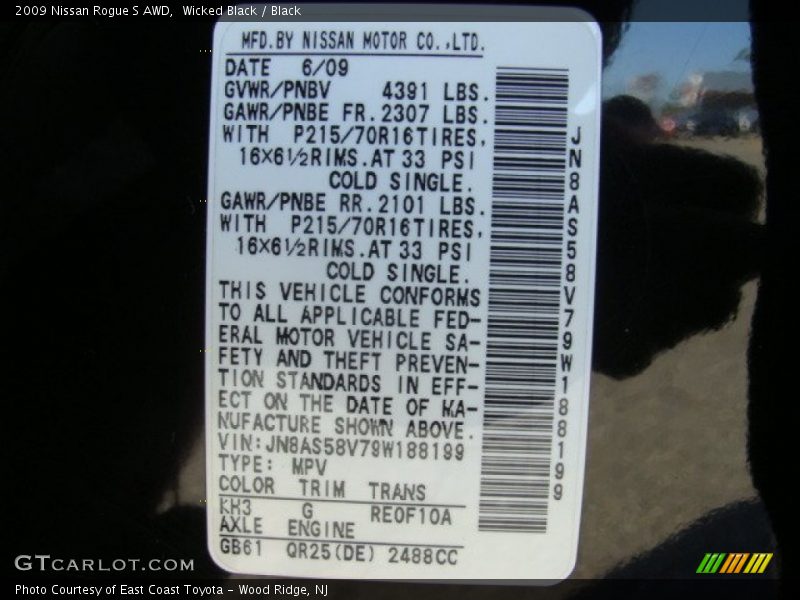 2009 Nissan Rogue S AWD,  Wicked Black / Black
MFD.BY NISSAN MOTOR CO.,LTD.
DATE 6/09
GVWR/PNBV 4391 LBS.
GAWR/PNBE FR.2307 LBS.
WITH P215/70R16TIRES,
16X6½RIMS.AT 33 PSI
COLD SINGLE.
GAWR/PNBE RR.2101 LBS.
WITH P215/70R16TIRES,
16X6½RIMS.AT 33 PSI
COLD SINGLE.
THIS VEHICLE CONFORMS
TO ALL APPLICABLE FED-
ERAL MOTOR VEHICLE SA-
FETY AND THEFT PREVEN-
TION STANDARDS IN EFF-
ECT ON THE DATE OF MA-
NUFACTURE SHOWN ABOVE.
VIN:JN8AS58V79W188199
TYPE: MPV
COLOR TRIM TRANS
KH3 G RE0F10A
AXLE ENGINE
GB61 QR25(DE) 2488CC
JN8AS58V79W188199
GTCARLOT.COM
Photo Courtesy of East Coast Toyota - Wood Ridge, NJ